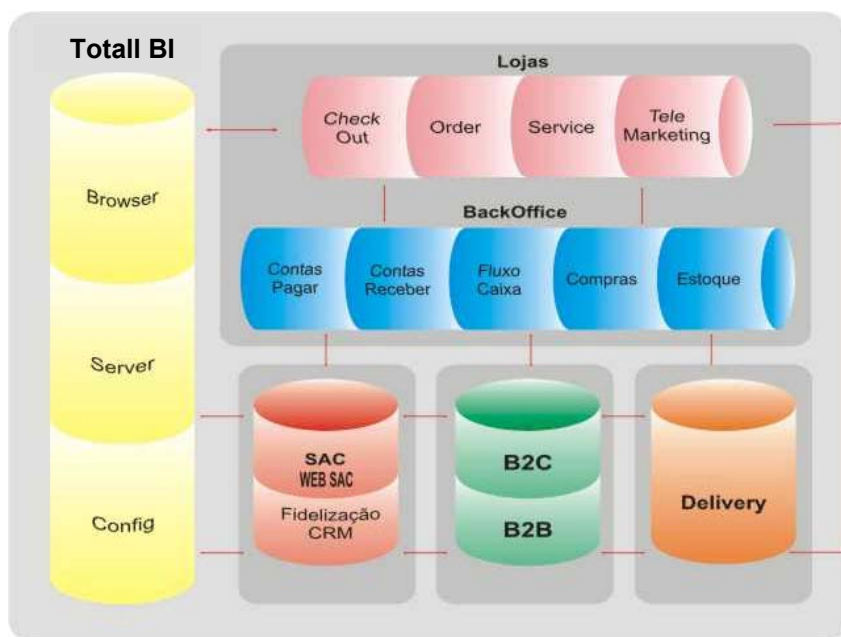 Totall BI
Browser
Server
Config
Lojas
Check
Out
Order
Service
Tele
Marketing
BackOffice
Contas
Pagar
Contas
Receber
Fluxo
Caixa
Compras
Estoque
SAC
WEB SAC
Fidelização
CRM
B2C
B2B
Delivery